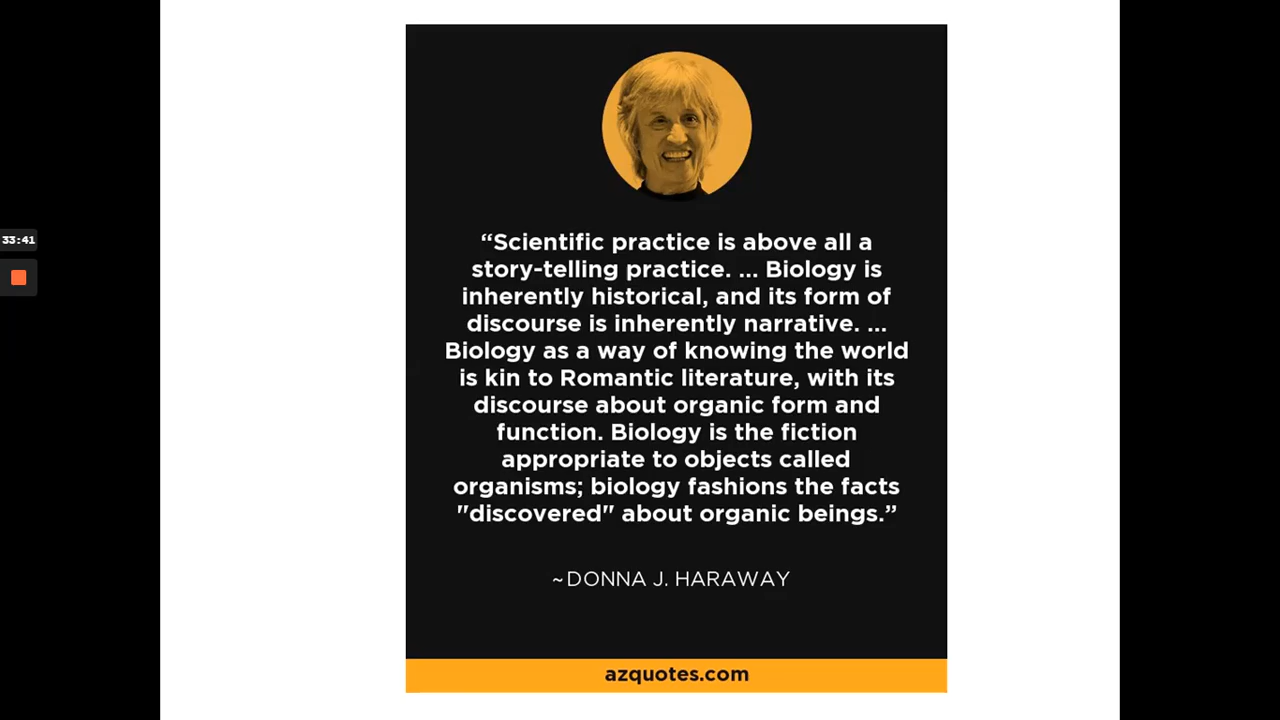 33:41
“Scientific practice is above all a
story-telling practice. ... Biology is
inherently historical, and its form of
discourse is inherently narrative. ...
Biology as a way of knowing the world
is kin to Romantic literature, with its
discourse about organic form and
function. Biology is the fiction
appropriate to objects called
organisms; biology fashions the facts
"discovered" about organic beings.”
~DONNA J. HARAWAY
azquotes.com